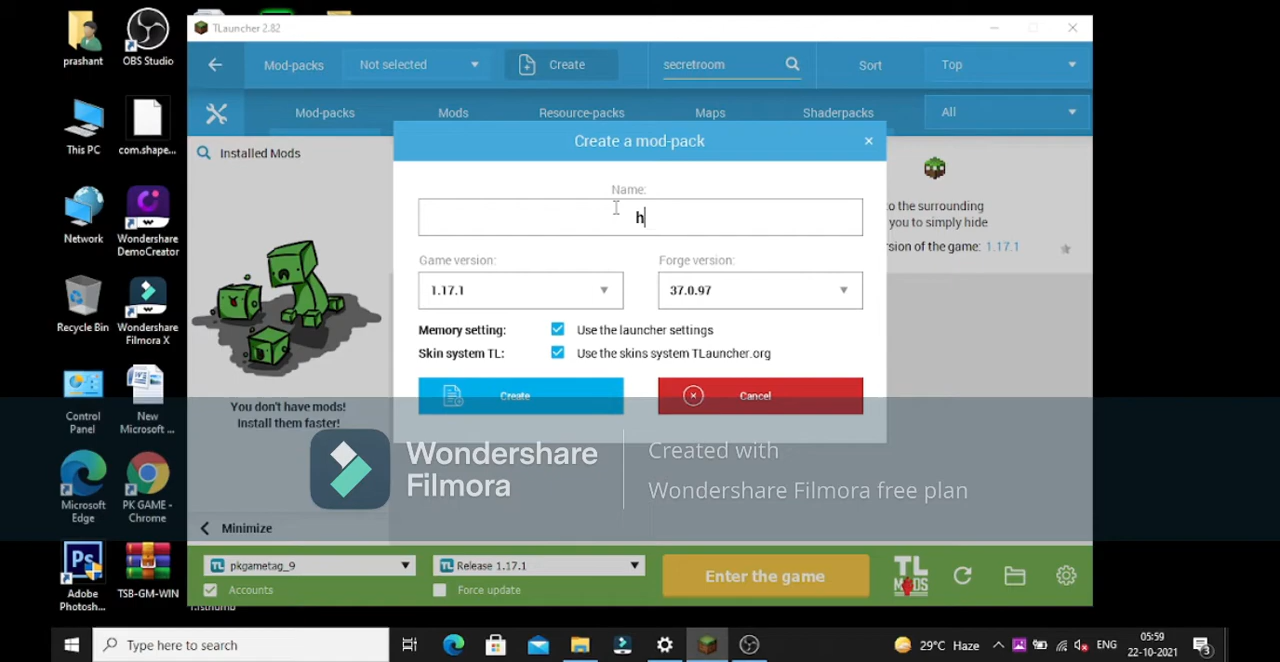 prashant
OBS Studio
This PC
com.shape...
Network
Wondershare
DemoCreator
Recycle Bin
Wondershare
Filmora X
Control
Panel
New
Microsoft ...
Microsoft
Edge
PK GAME -
Chrome
Adobe
Photosh...
TSB-GM-WIN
TLauncher 2.82
Mod-packs
Not selected
Create
secretroom
Sort
Top
Mod-packs
Mods
Resource-packs
Maps
Shaderpacks
All
Installed Mods
You don't have mods!
Install them faster!
Minimize
Create a mod-pack
Name:
h
Game version:
Forge version:
1.17.1
37.0.97
Memory setting:
Use the launcher settings
Skin system TL:
Use the skins system TLauncher.org
Create
Cancel
to the surrounding
you to simply hide
rsion of the game: 1.17.1
Wondershare
Filmora
Created with
Wondershare Filmora free plan
TL
pkgametag_9
TL
Release 1.17.1
Accounts
Force update
Enter the game
TL
MODS
Type here to search
29°C Haze
ENG
05:59
22-10-2021
3